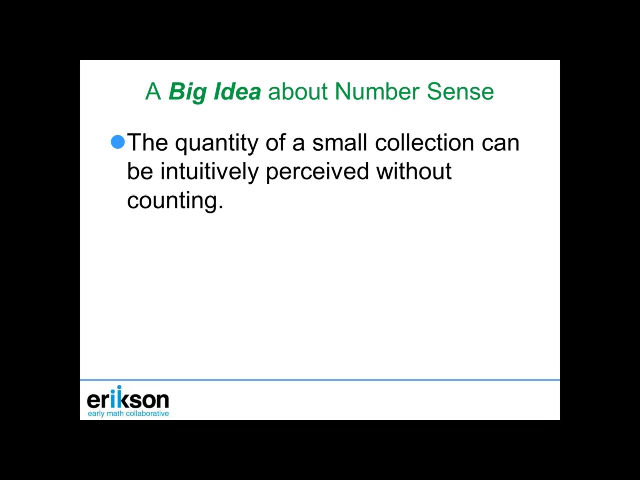 A Big Idea about Number Sense
The quantity of a small collection can
be intuitively perceived without
counting.
erikson
early math collaborative